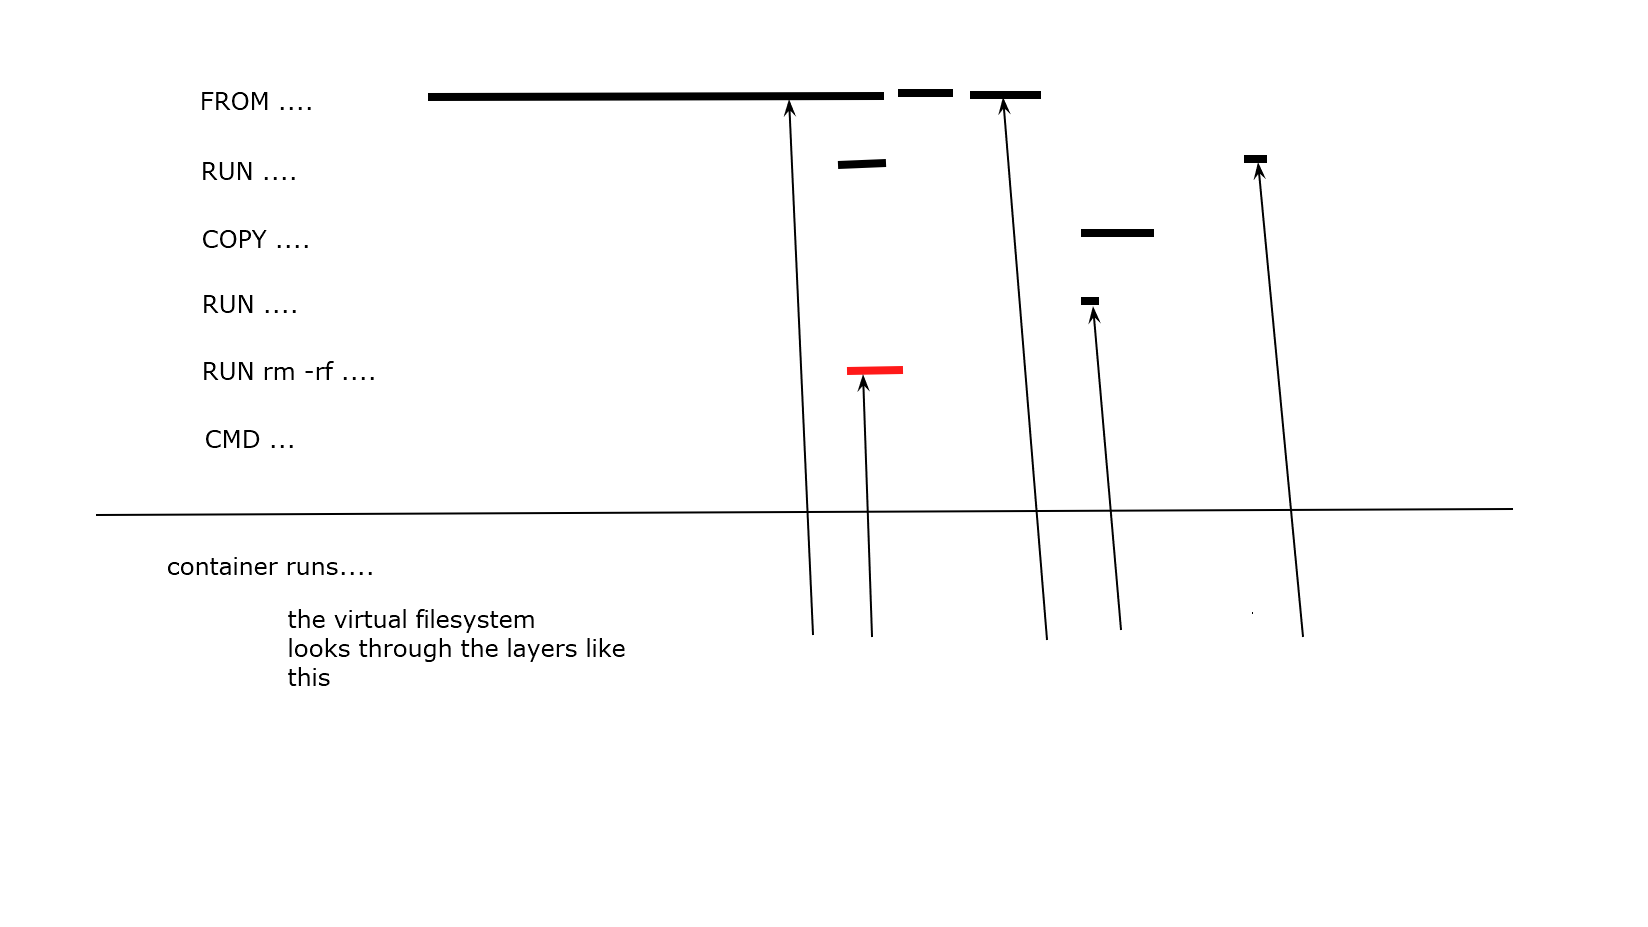 FROM ....
RUN ....
COPY ....
RUN ....
RUN rm -rf ....
CMD ...
container runs....
the virtual filesystem
looks through the layers like
this